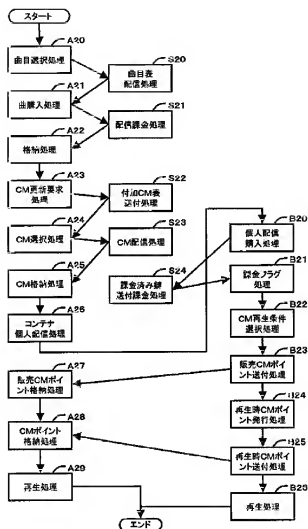 スタート
A20
曲目選択処理
S20
曲目表
配信処理
A21
曲購入処理
S21
配信課金処理
A22
格納処理
A23
CM更新要求
処理
S22
付加CM表
送付処理
A24
CM選択処理
S23
CM配信処理
A25
CM格納処理
S24
課金済み鍵
送付課金処理
A26
コンテナ
個人配信処理
B20
個人配信
購入処理
B21
課金フラグ
処理
B22
CM再生条件
選択処理
B23
販売CMポイ
ント送付処理
A27
販売CMポイ
ント格納処理
B24
再生時CMポイ
ント発行処理
A28
CMポイント
格納処理
B25
再生時CMポイ
ント送付処理
A29
再生処理
B26
再生処理
エンド